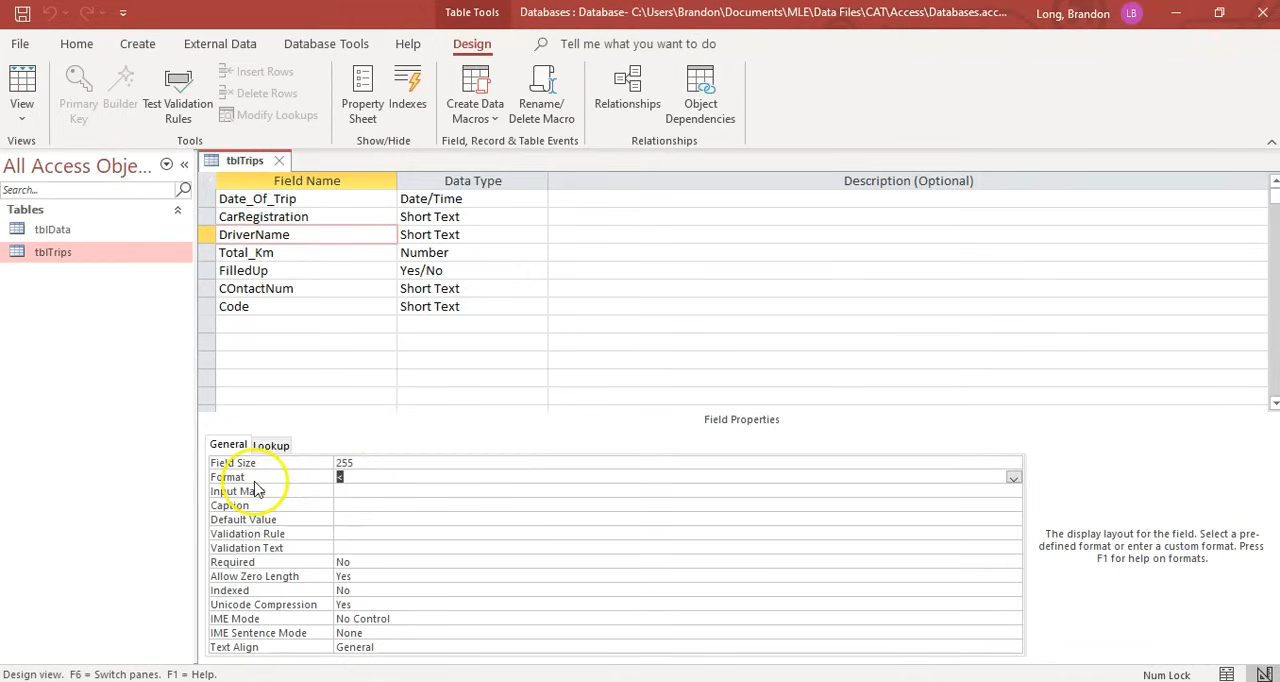 Table Tools
Databases : Database- C:\Users\Brandon\Documents\MLE\Data Files\CAT\Access\Databases.acc...
Long, Brandon
LB
File Home Create External Data Database Tools Help Design Tell me what you want to do
View
Primary Key
Builder
Test Validation Rules
Insert Rows
Delete Rows
Modify Lookups
Property Sheet
Indexes
Create Data Macros
Rename/ Delete Macro
Relationships
Object Dependencies
Views Tools Show/Hide Field, Record & Table Events Relationships
All Access Obje...
Search...
Tables
tblData
tblTrips
tblTrips
Field Name Data Type Description (Optional)
Date_Of_Trip Date/Time
CarRegistration Short Text
DriverName Short Text
Total_Km Number
FilledUp Yes/No
COntactNum Short Text
Code Short Text
Field Properties
General Lookup
Field Size 255
Format <
Input
Caption
Default Value
Validation Rule
Validation Text
Required No
Allow Zero Length Yes
Indexed No
Unicode Compression Yes
IME Mode No Control
IME Sentence Mode None
Text Align General
The display layout for the field. Select a pre-
defined format or enter a custom format. Press
F1 for help on formats.
Design view. F6 = Switch panes. F1 = Help.
Num Lock